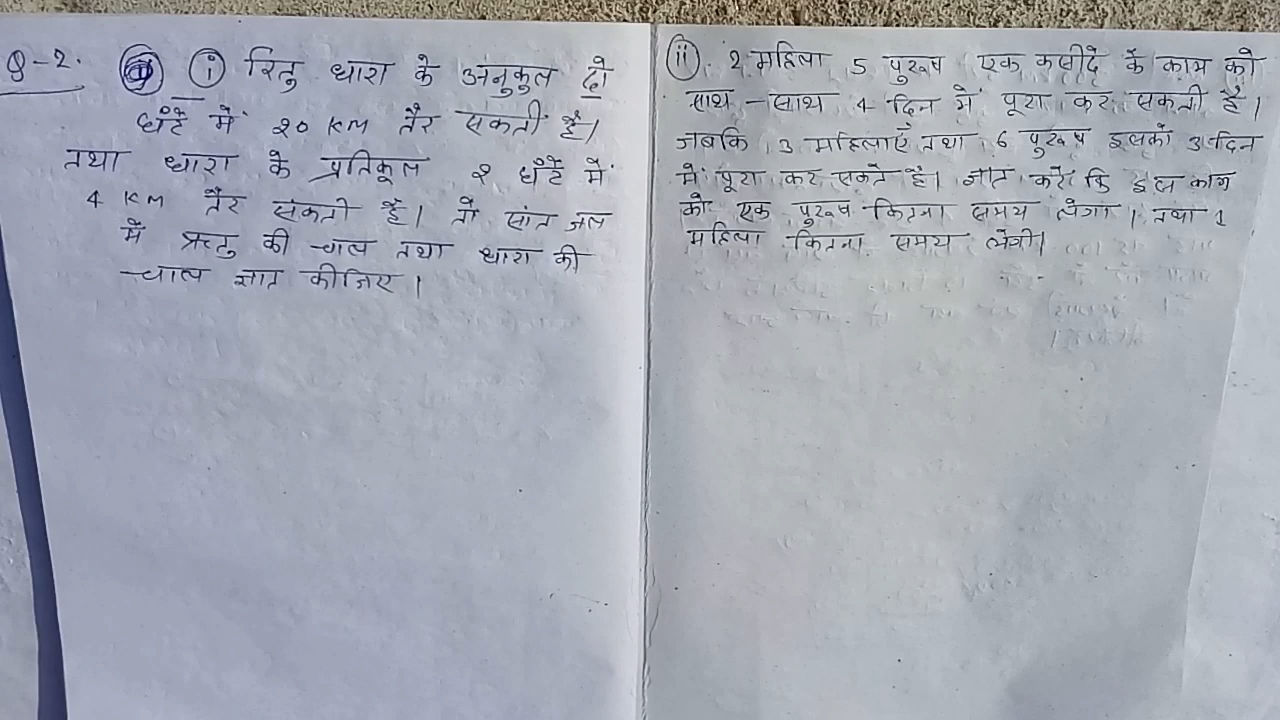 Q-2. (i) रितु धारा के अनुकुल दो
घंटे में 20 KM तैर सकती है।
तथा धारा के प्रतिकूल 2 घंटें में
4 KM तैर सकती है। तो सांत जल
में ऋतु की चाल तथा धारा की
चाल ज्ञात कीजिए।
(ii). 2 महिला 5 पुरूष एक कसीदे के काम को
साथ-साथ 4 दिन में पूरा कर सकती है।
जबकि 3 महिलाएँ तथा 6 पुरूष इसको 3 दिन
में पूरा कर सकते है। ज्ञात करें कि इस काम
को एक पुरूष कितना समय लेगा। तथा 1
महिला कितना समय लेगी।